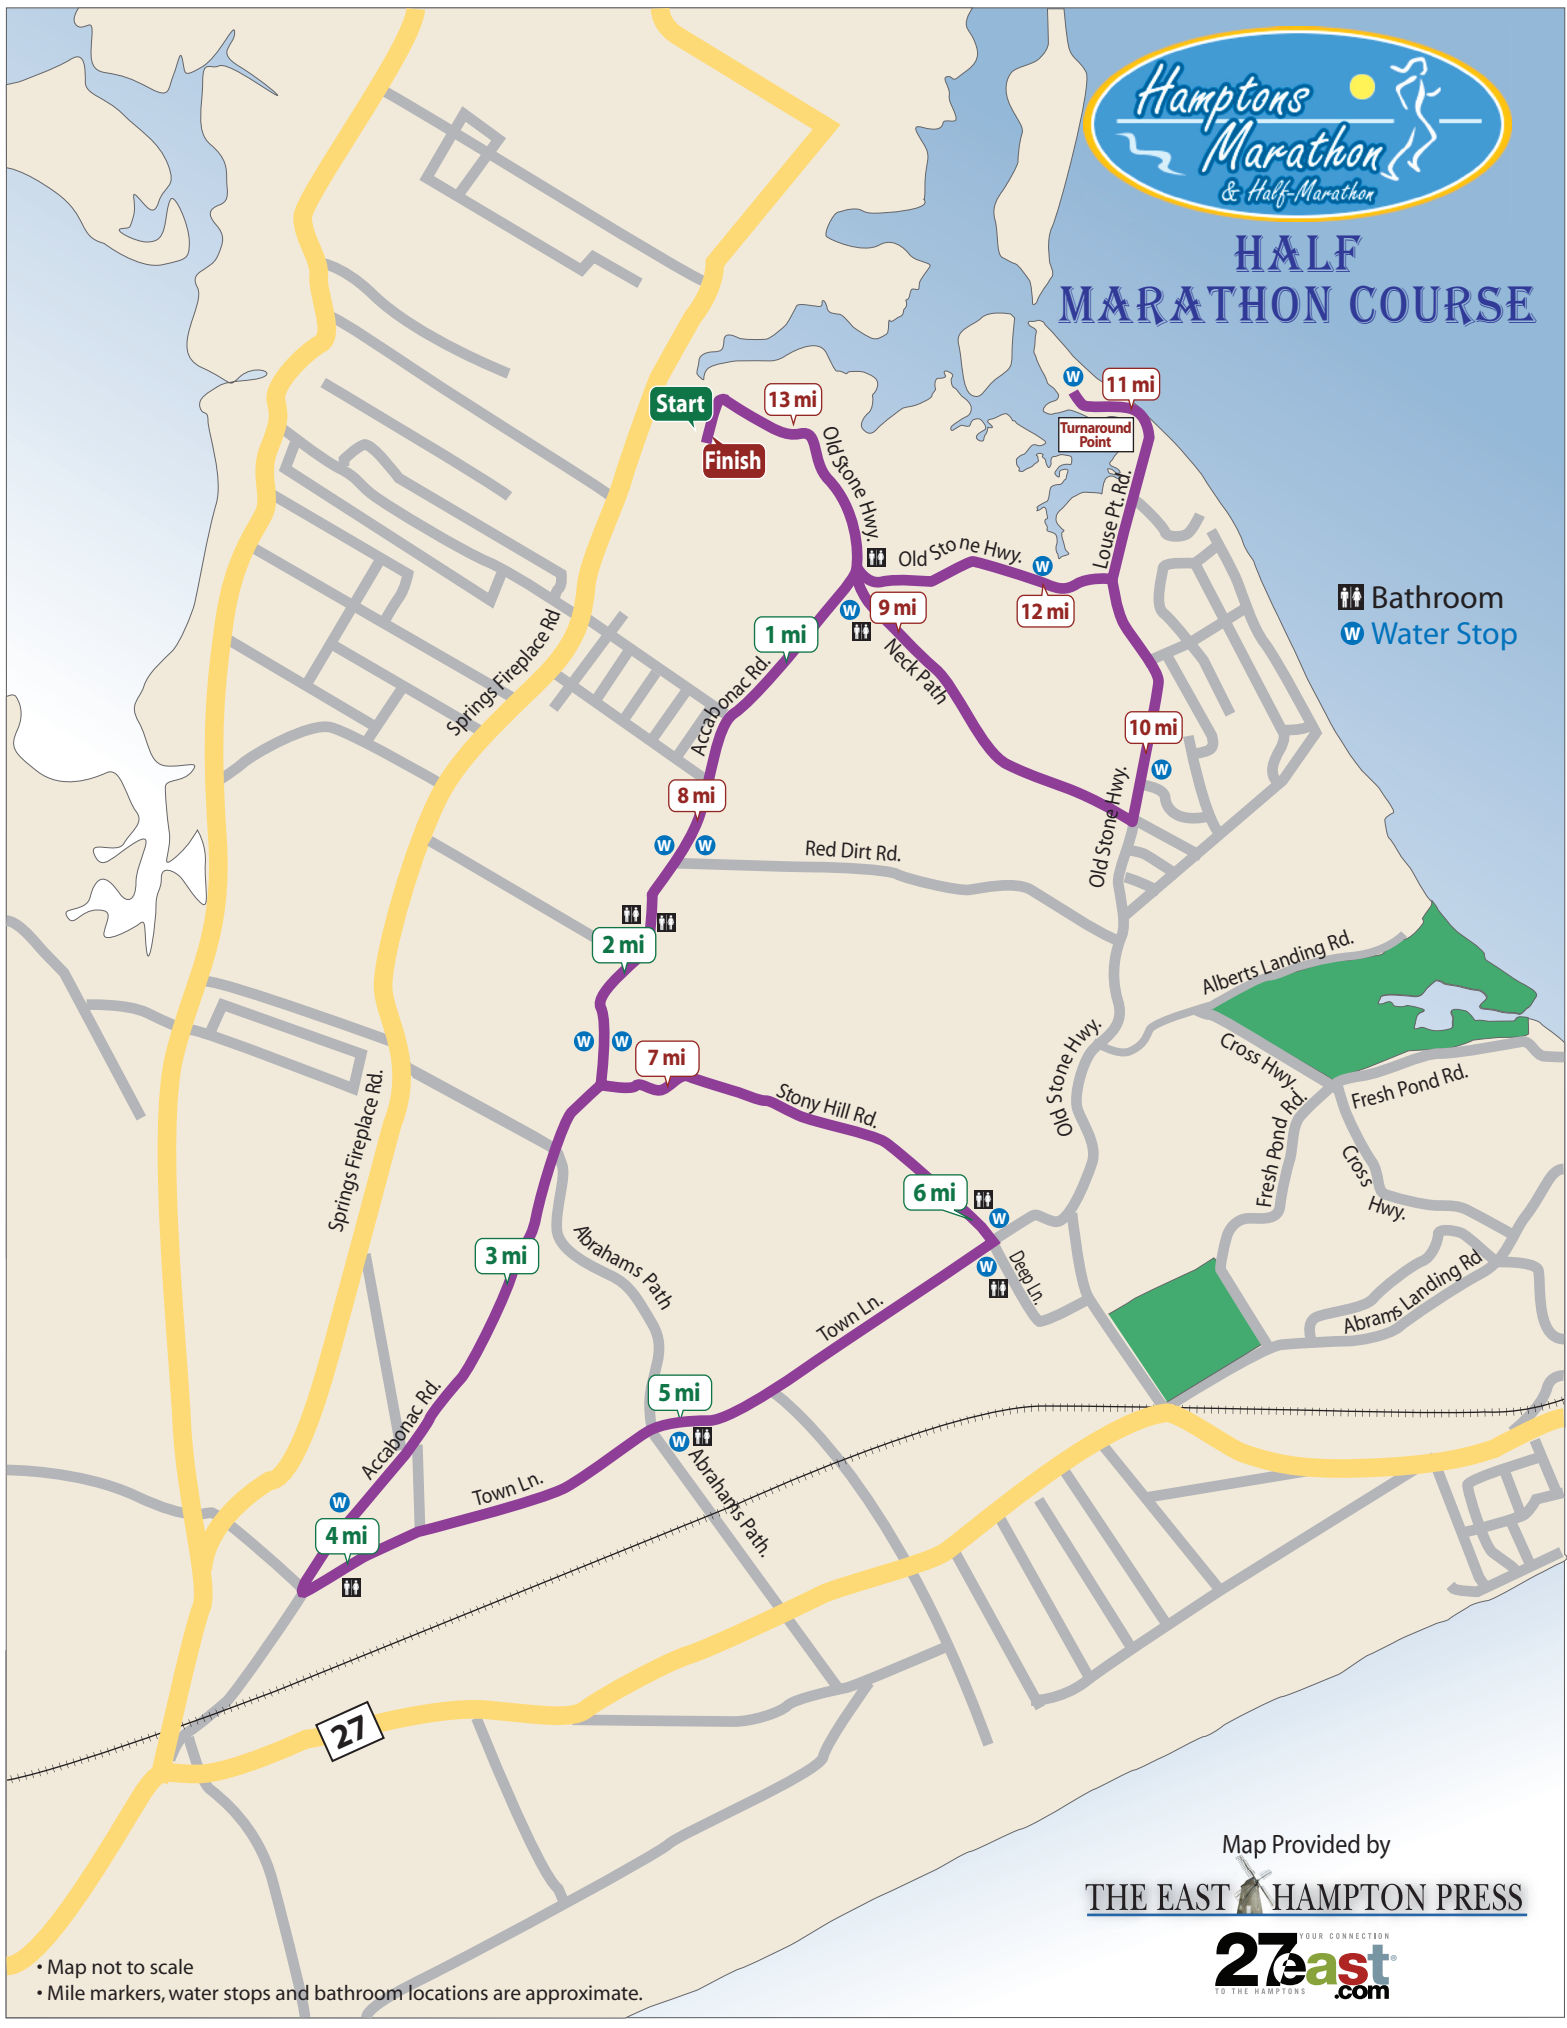 Hamptons
Marathon
& Half-Marathon
HALF
MARATHON COURSE
Start
Finish
13 mi
11 mi
Turnaround
Point
Old Stone Hwy.
Louse Pt. Rd.
Old Stone Hwy.
W
W
12 mi
9 mi
W
1 mi
Bathroom
W Water Stop
Springs Fireplace Rd
Accabonac Rd.
Neck Path
10 mi
W
8 mi
W
W
Old Stone Hwy.
Red Dirt Rd.
2 mi
Alberts Landing Rd.
W
W
7 mi
Cross Hwy.
Fresh Pond Rd.
Stony Hill Rd.
Old Stone Hwy.
Springs Fireplace Rd.
Fresh Pond Rd.
Cross
Hwy.
6 mi
W
3 mi
Abrahams Path
W
Deep Ln.
Town Ln.
Abrams Landing Rd
5 mi
W
Accabonac Rd.
Abrahams Path.
Town Ln.
W
4 mi
27
Map Provided by
THE EAST HAMPTON PRESS
YOUR CONNECTION
27east®
.com
TO THE HAMPTONS
• Map not to scale
• Mile markers, water stops and bathroom locations are approximate.